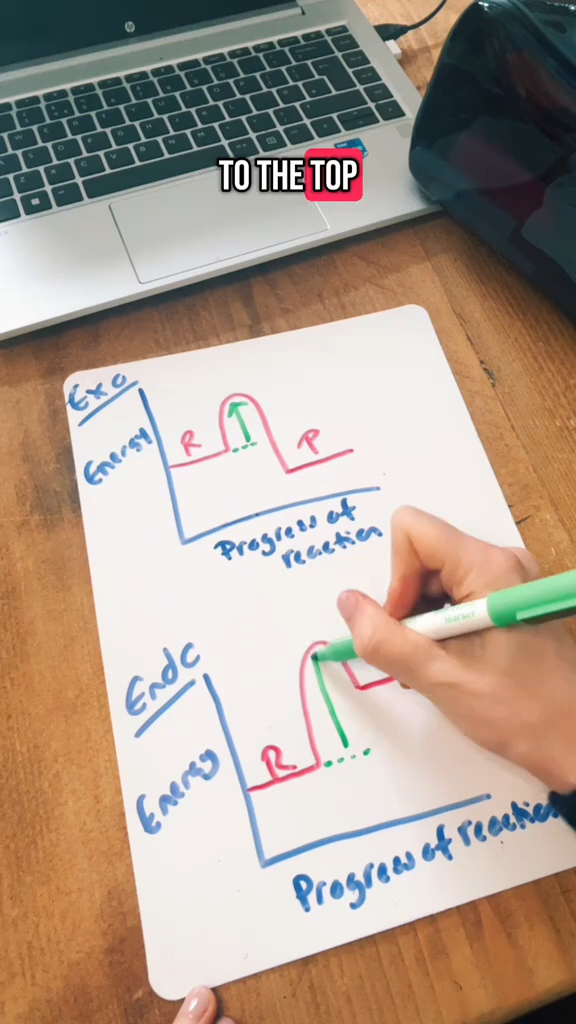 TO THE TOP
Exo
Energy
R
P
Progress of
reaction
Endo
Energy
R
Progress of reaction